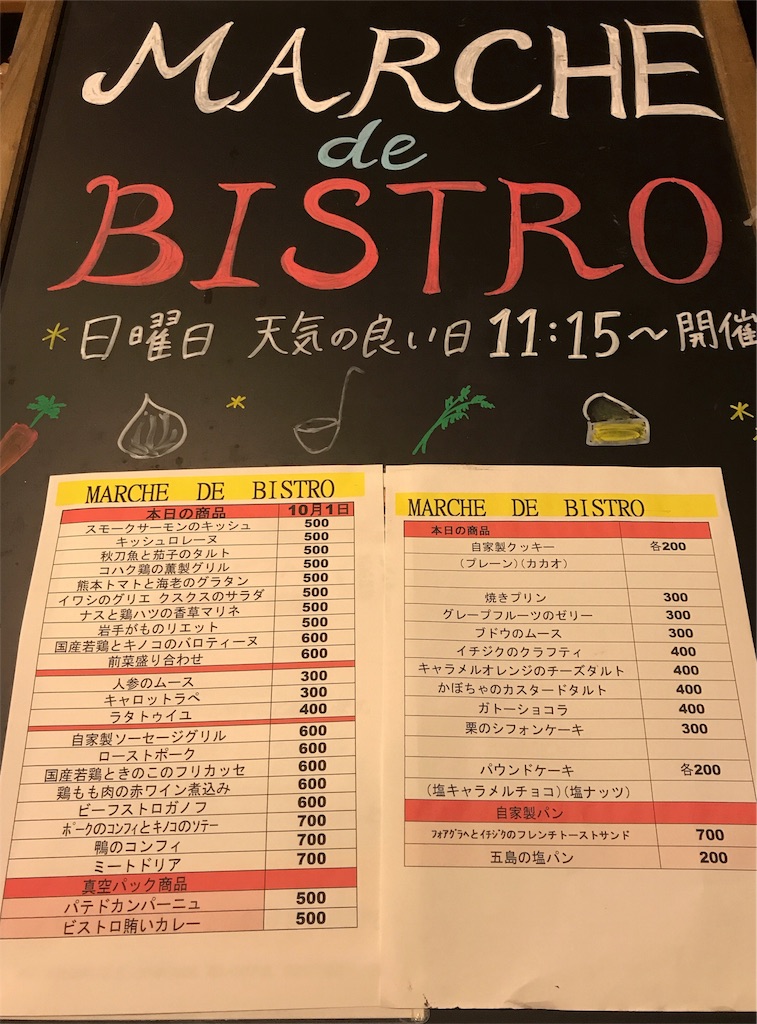 MARCHE
de
BISTRO
日曜日 天気の良い日 11:15～開催
MARCHE DE BISTRO
本日の商品 10月1日
スモークサーモンのキッシュ 500
キッシュロレーヌ 500
秋刀魚と茄子のタルト 500
コハク鶏の薫製グリル 500
熊本トマトと海老のグラタン 500
イワシのグリエ クスクスのサラダ 500
ナスと鶏ハツの香草マリネ 500
岩手がものリエット 500
国産若鶏とキノコのバロティーヌ 600
前菜盛り合わせ 600
人参のムース 300
キャロットラペ 300
ラタトゥイユ 400
自家製ソーセージグリル 600
ローストポーク 600
国産若鶏ときのこのフリカッセ 600
鶏もも肉の赤ワイン煮込み 600
ビーフストロガノフ 600
ポークのコンフィとキノコのソテー 700
鴨のコンフィ 700
ミートドリア 700
真空パック商品
パテドカンパーニュ 500
ビストロ賄いカレー 500
MARCHE DE BISTRO
本日の商品
自家製クッキー 各200
(プレーン)(カカオ)
焼きプリン 300
グレープフルーツのゼリー 300
ブドウのムース 300
イチジクのクラフティ 400
キャラメルオレンジのチーズタルト 400
かぼちゃのカスタードタルト 400
ガトーショコラ 400
栗のシフォンケーキ 300
パウンドケーキ 各200
(塩キャラメルチョコ)(塩ナッツ)
自家製パン
ﾌｫｱｸﾞﾗﾍとｲﾁｼﾞｸのフレンチトーストサンド 700
五島の塩パン 200